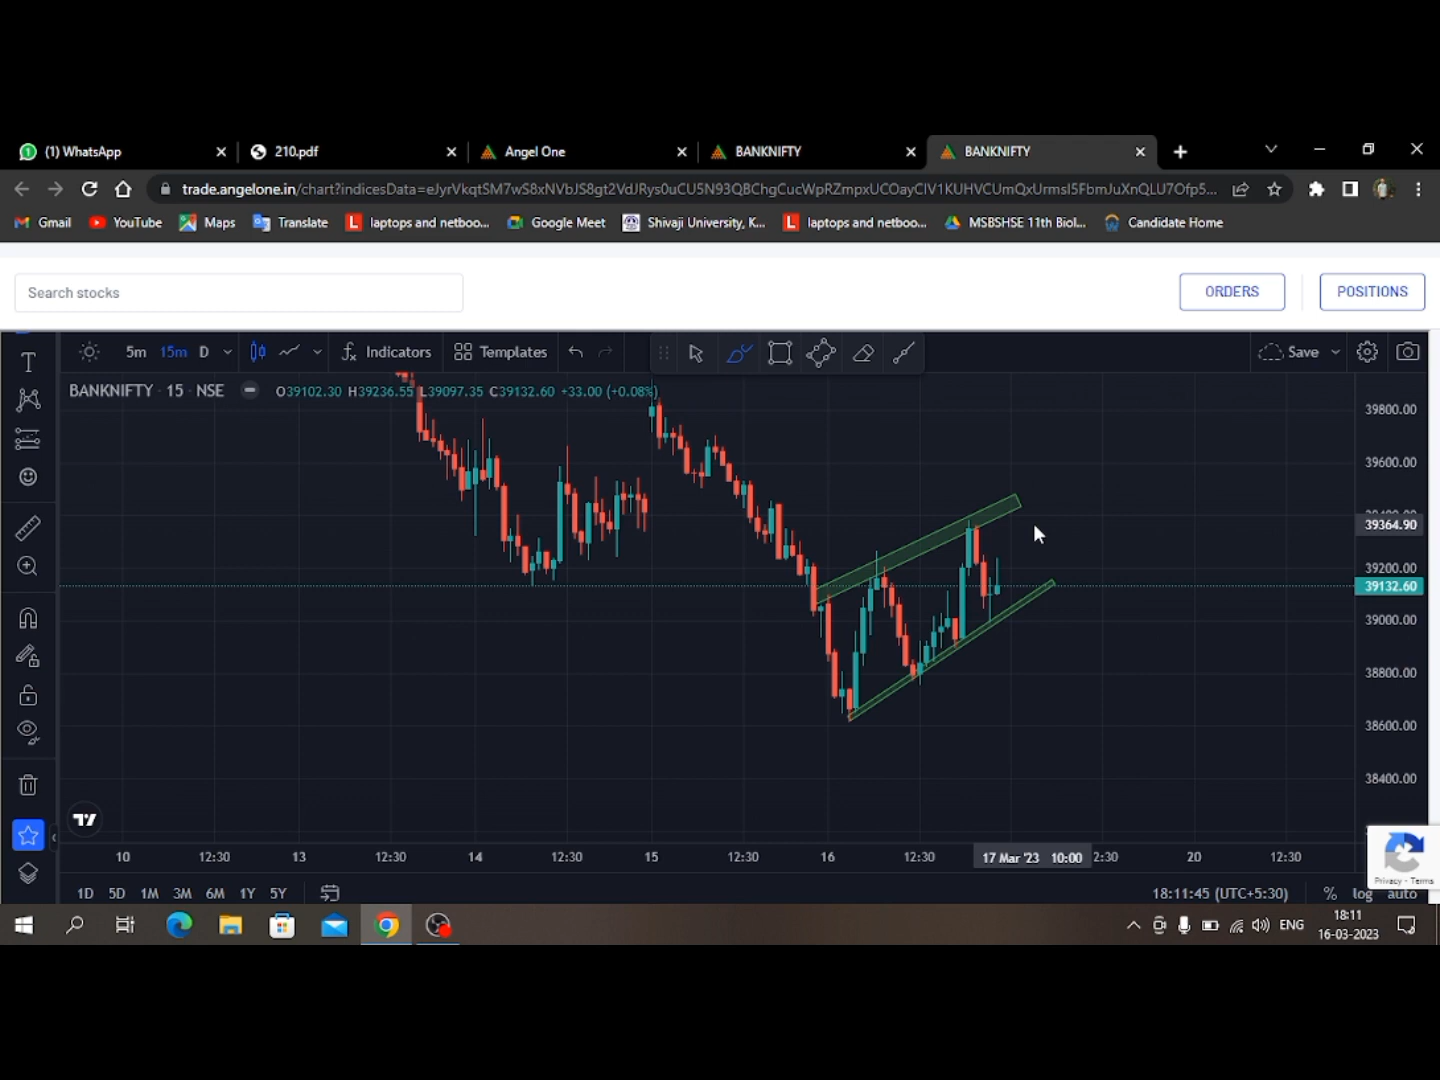 (1) WhatsApp
210.pdf
Angel One
BANKNIFTY
BANKNIFTY
Gmail
YouTube
Maps
Translate
laptops and netboo...
Google Meet
Shivaji University, K...
laptops and netboo...
MSBSHSE 11th Biol...
Candidate Home
Search stocks
ORDERS
POSITIONS
5m 15m D
Indicators
Templates
Save
BANKNIFTY · 15 · NSE
O39102.30 H39236.55 L39097.35 C39132.60 +33.00 (+0.08%)
39800.00
39600.00
39364.90
39200.00
39132.60
39000.00
38800.00
38600.00
38400.00
10 12:30 13 12:30 14 12:30 15 12:30 16 12:30 17 Mar '23 10:00 2:30 20 12:30
Privacy - Terms
1D 5D 1M 3M 6M 1Y 5Y
18:11:45 (UTC+5:30) % log auto
ENG
18:11
16-03-2023